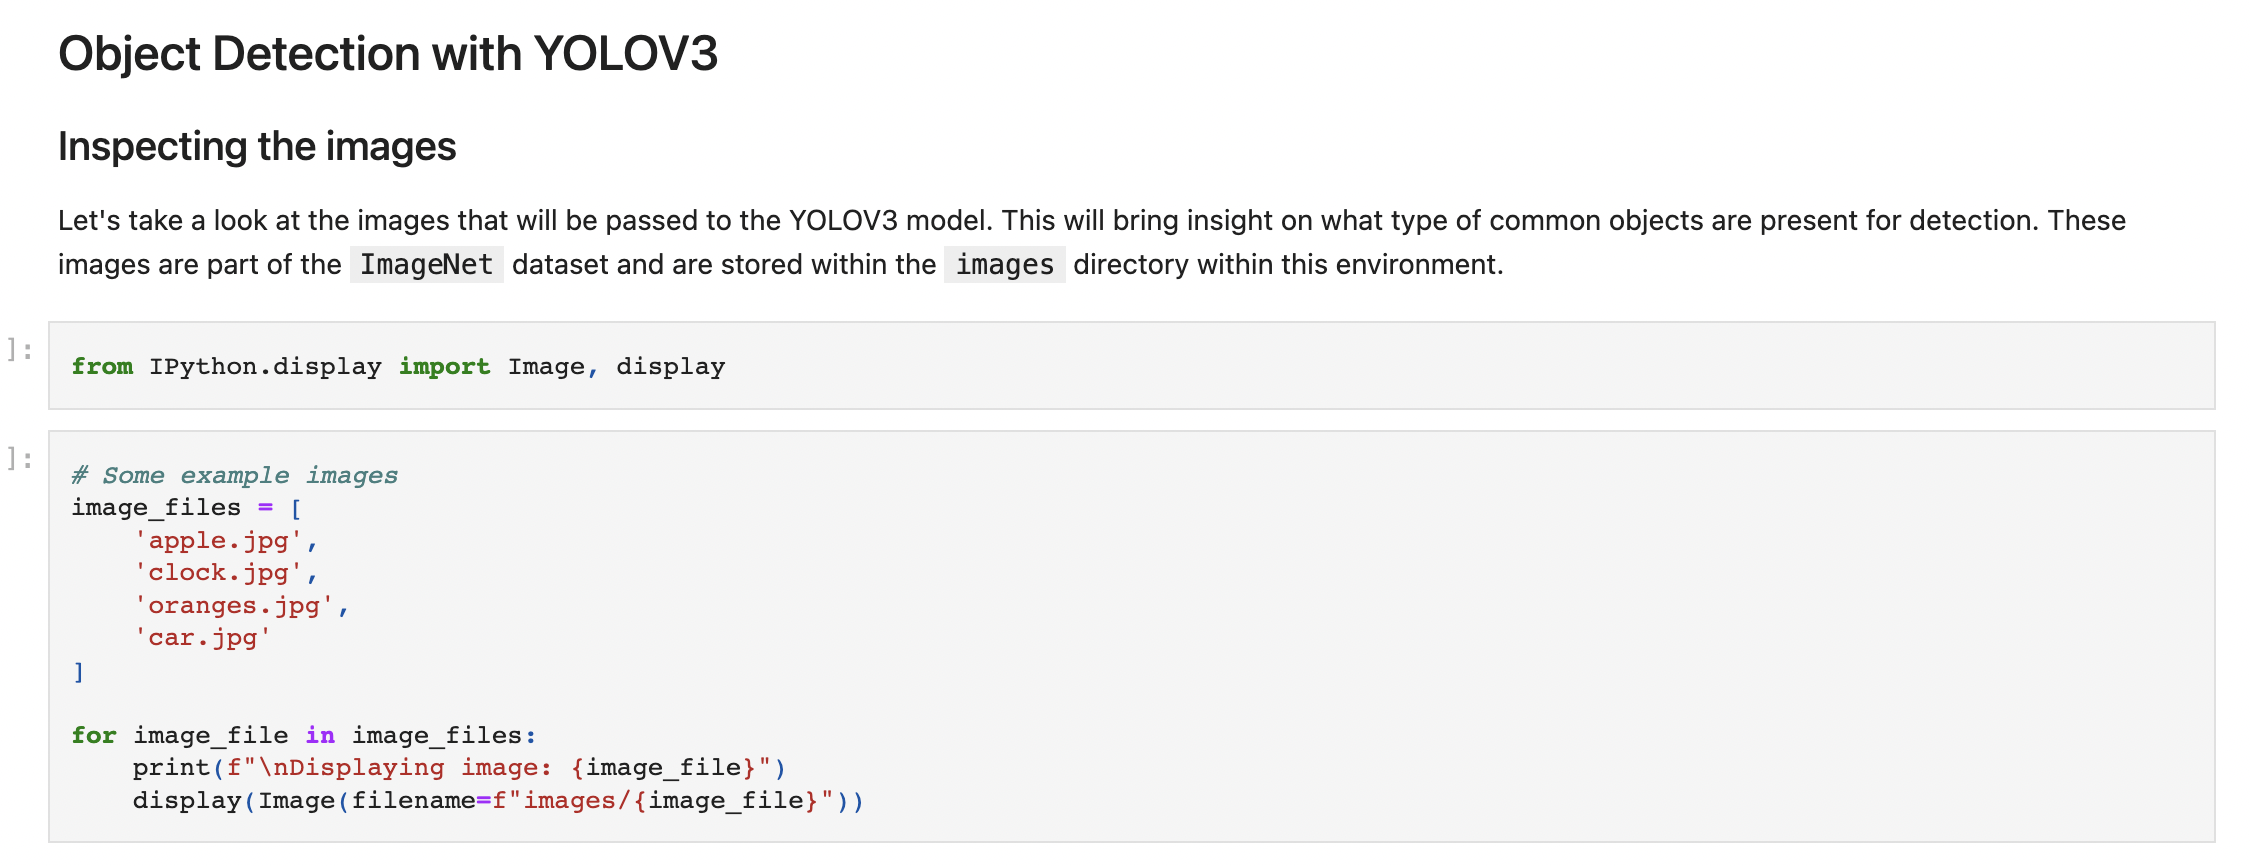 Object Detection with YOLOV3
Inspecting the images
Let's take a look at the images that will be passed to the YOLOV3 model. This will bring insight on what type of common objects are present for detection. These
images are part of the ImageNet dataset and are stored within the images directory within this environment.
]:
from IPython.display import Image, display
]:
# Some example images
image_files = [
    'apple.jpg',
    'clock.jpg',
    'oranges.jpg',
    'car.jpg'
]
for image_file in image_files:
    print(f"\nDisplaying image: {image_file}")
    display(Image(filename=f"images/{image_file}"))